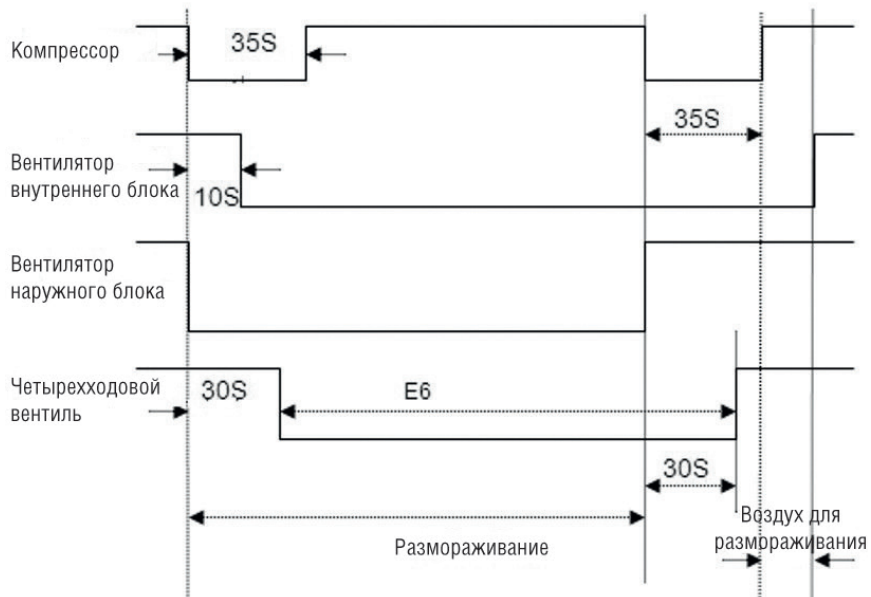 Компрессор
35S
35S
Вентилятор
внутреннего блока
10S
Вентилятор
наружного блока
Четырехходовой
вентиль
30S
E6
30S
Размораживание
Воздух для
размораживания